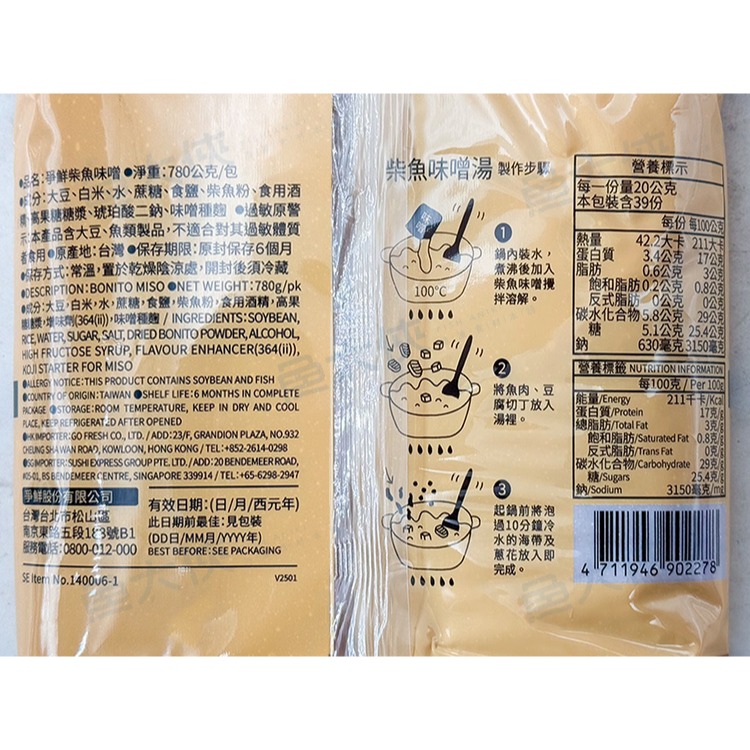 ●品名:爭鮮柴魚味噌 ●淨重:780公克/包
●成分:大豆、白米、水、蔗糖、食鹽、柴魚粉、食用酒
精、高果糖糖漿、琥珀酸二鈉、味噌種麴 ●過敏原警
示:本產品含大豆、魚類製品,不適合對其過敏體質
者食用 ●原產地:台灣 ●保存期限:原封保存6個月
●保存方式:常溫,置於乾燥陰涼處,開封後須冷藏
●DESCRIPTION: BONITO MISO ●NET WEIGHT:780g/pk
●成分:大豆,白米,水,蔗糖,食鹽,柴魚粉,食用酒精,高果
糖糖漿,增味劑(364(ii)),味噌種麴 / INGREDIENTS:SOYBEAN,
RICE, WATER, SUGAR, SALT, DRIED BONITO POWDER, ALCOHOL,
HIGH FRUCTOSE SYRUP, FLAVOUR ENHANCER(364(ii)),
KOJI STARTER FOR MISO
●ALLERGY NOTICE:THIS PRODUCT CONTAINS SOYBEAN AND FISH
●COUNTRY OF ORIGIN:TAIWAN ●SHELF LIFE:6 MONTHS IN COMPLETE
PACKAGE ●STORAGE:ROOM TEMPERATURE, KEEP IN DRY AND COOL
PLACE, KEEP REFRIGERATED AFTER OPENED
●HK IMPORTER:GO FRESH CO., LTD. / ADD:23/F, GRANDION PLAZA, NO.932
CHEUNG SHA WAN ROAD, KOWLOON, HONG KONG / TEL:+852-2614-0298
●SG IMPORTER:SUSHI EXPRESS GROUP PTE. LTD. / ADD:20 BENDEMEER ROAD,
#05-01, BS BENDEMEER CENTRE, SINGAPORE 339914 / TEL:+65-6298-2947
爭鮮股份有限公司
台灣台北市松山區
南京東路五段188號B1
服務電話:0800-012-000
有效日期:(日/月/西元年)
此日期前最佳:見包裝
(DD日/MM月/YYYY年)
BEST BEFORE:SEE PACKAGING
SE Item No.140006-1
V2501
柴魚味噌湯 製作步驟
味噌
100°C
1
鍋內裝水,
煮沸後加入
柴魚味噌攪
拌溶解。
2
將魚肉、豆
腐切丁放入
湯裡。
3
起鍋前將泡
過10分鐘冷
水的海帶及
蔥花放入即
完成。
營養標示
每一份量20公克
本包裝含39份
每份 每100公克
熱量 42.2大卡 211大卡
蛋白質 3.4公克 17公克
脂肪 0.6公克 3公克
飽和脂肪 0.2公克 0.8公克
反式脂肪 0公克 0公克
碳水化合物 5.8公克 29公克
糖 5.1公克 25.4公克
鈉 630毫克 3150毫克
營養標籤 NUTRITION INFORMATION
每100克 / Per 100g
能量/Energy 211千卡/Kcal
蛋白質/Protein 17克/g
總脂肪/Total Fat 3克/g
飽和脂肪/Saturated Fat 0.8克/g
反式脂肪/Trans Fat 0克/g
碳水化合物/Carbohydrate 29克/g
糖/Sugars 25.4克/g
鈉/Sodium 3150毫克/mg
4 711946 902278